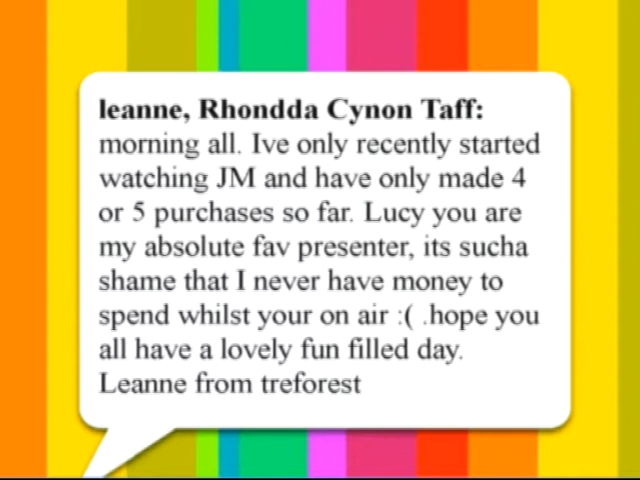 leanne, Rhondda Cynon Taff:
morning all. Ive only recently started
watching JM and have only made 4
or 5 purchases so far. Lucy you are
my absolute fav presenter, its sucha
shame that I never have money to
spend whilst your on air :( .hope you
all have a lovely fun filled day.
Leanne from treforest